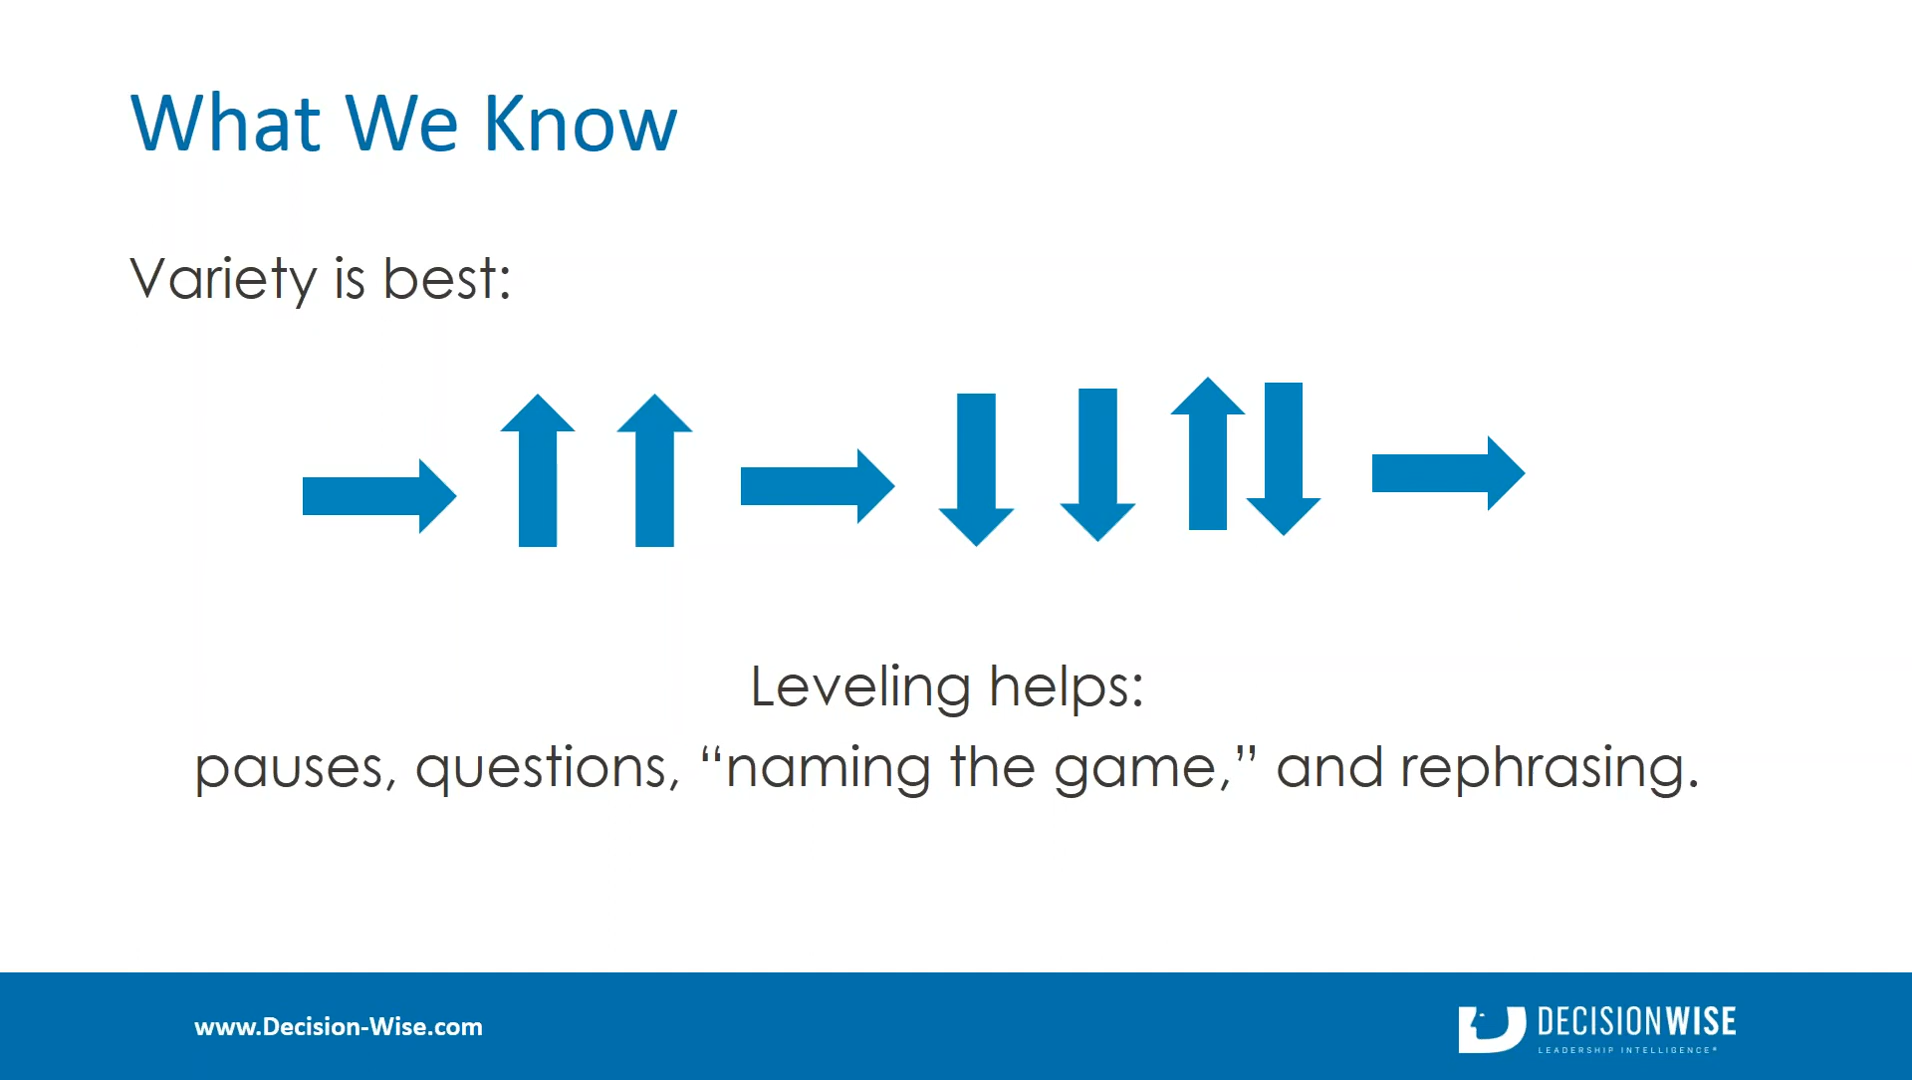 What We Know
Variety is best:
Leveling helps:
pauses, questions, “naming the game,” and rephrasing.
www.Decision-Wise.com
DECISIONWISE
LEADERSHIP INTELLIGENCE®